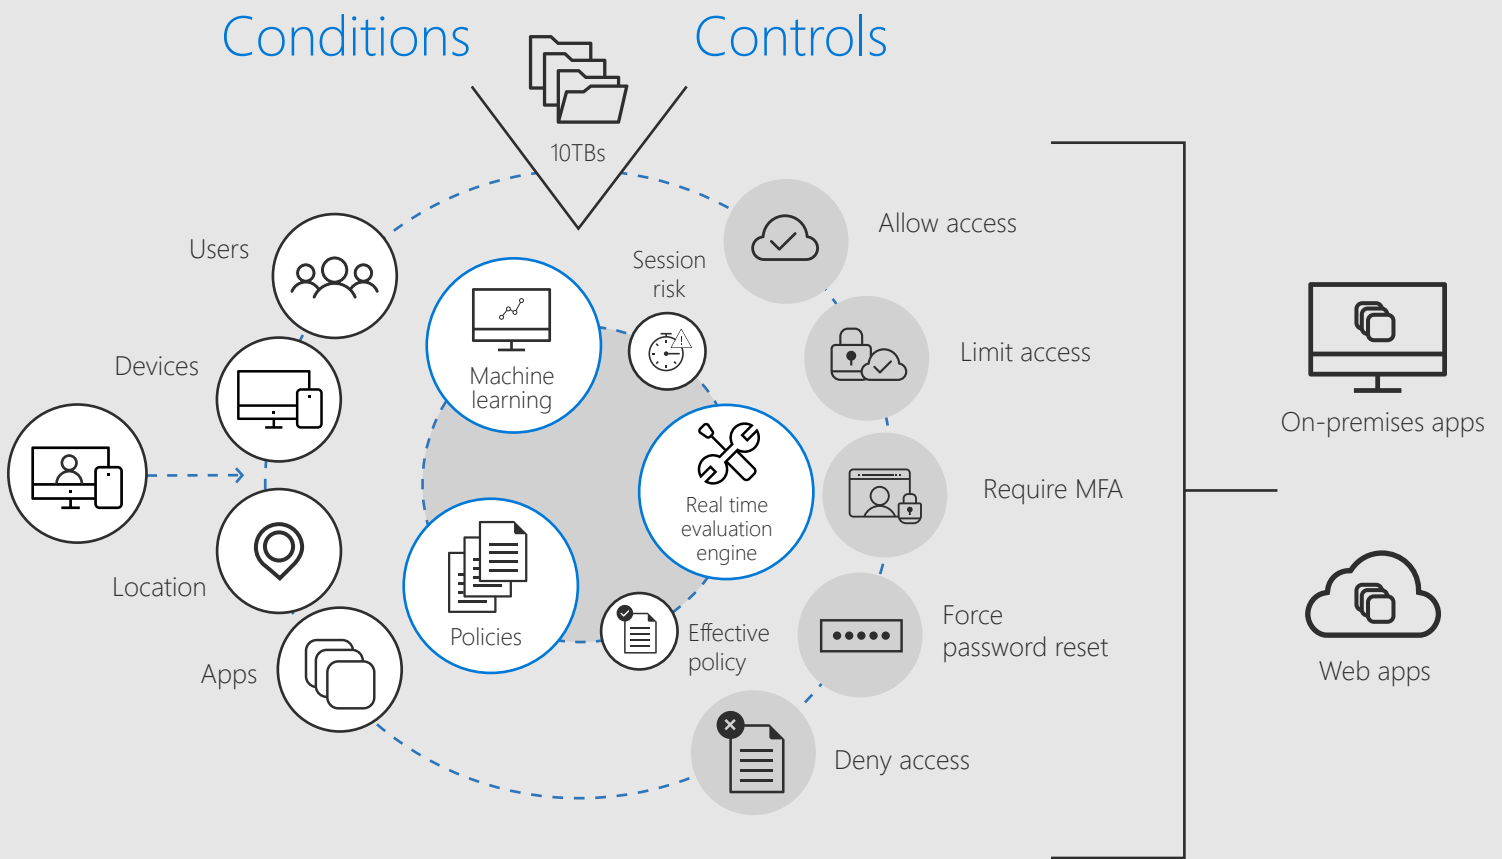 Conditions
Controls
10TBs
Users
Devices
Location
Apps
Machine
learning
Session
risk
Real time
evaluation
engine
Policies
Effective
policy
Allow access
Limit access
Require MFA
Force
password reset
Deny access
On-premises apps
Web apps